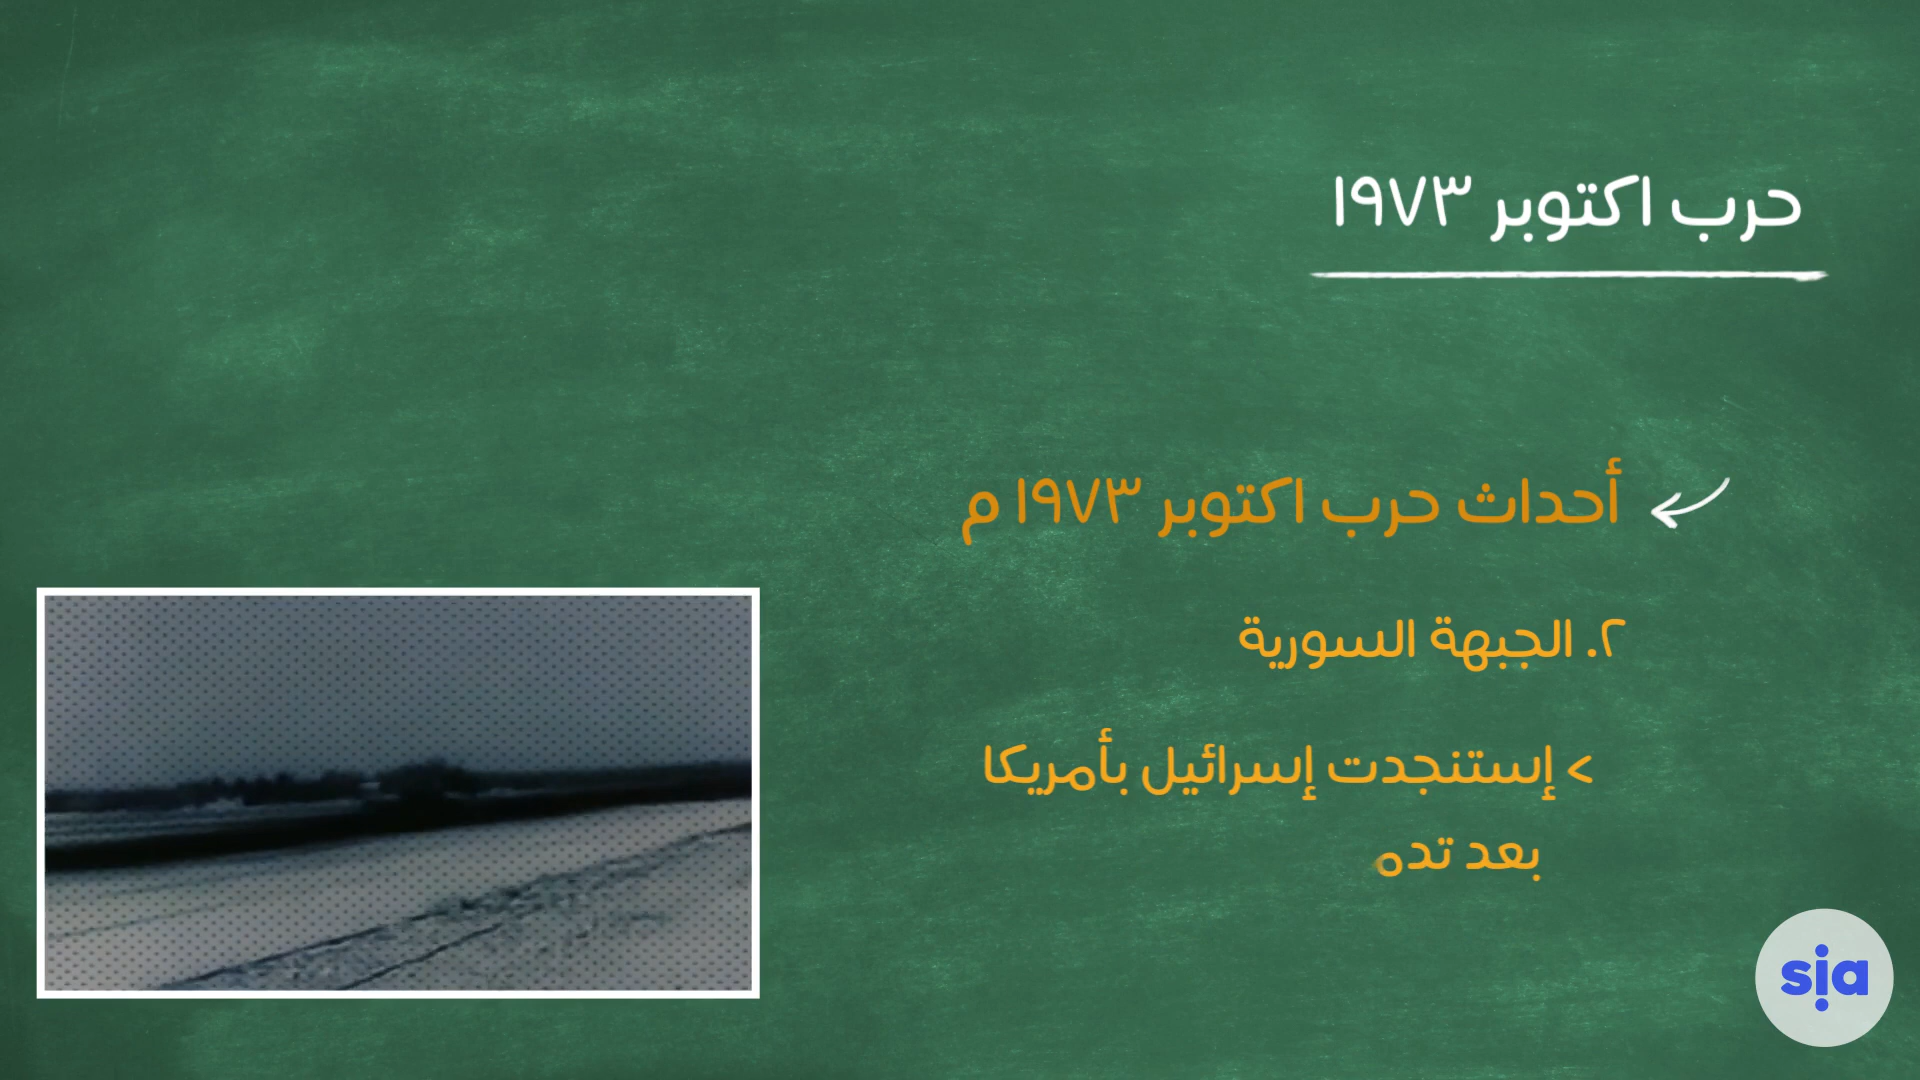 حرب اكتوبر ١٩٧٣
أحداث حرب اكتوبر ١٩٧٣ م
٢. الجبهة السورية
> إستنجدت إسرائيل بأمريكا
بعد تدم
sia